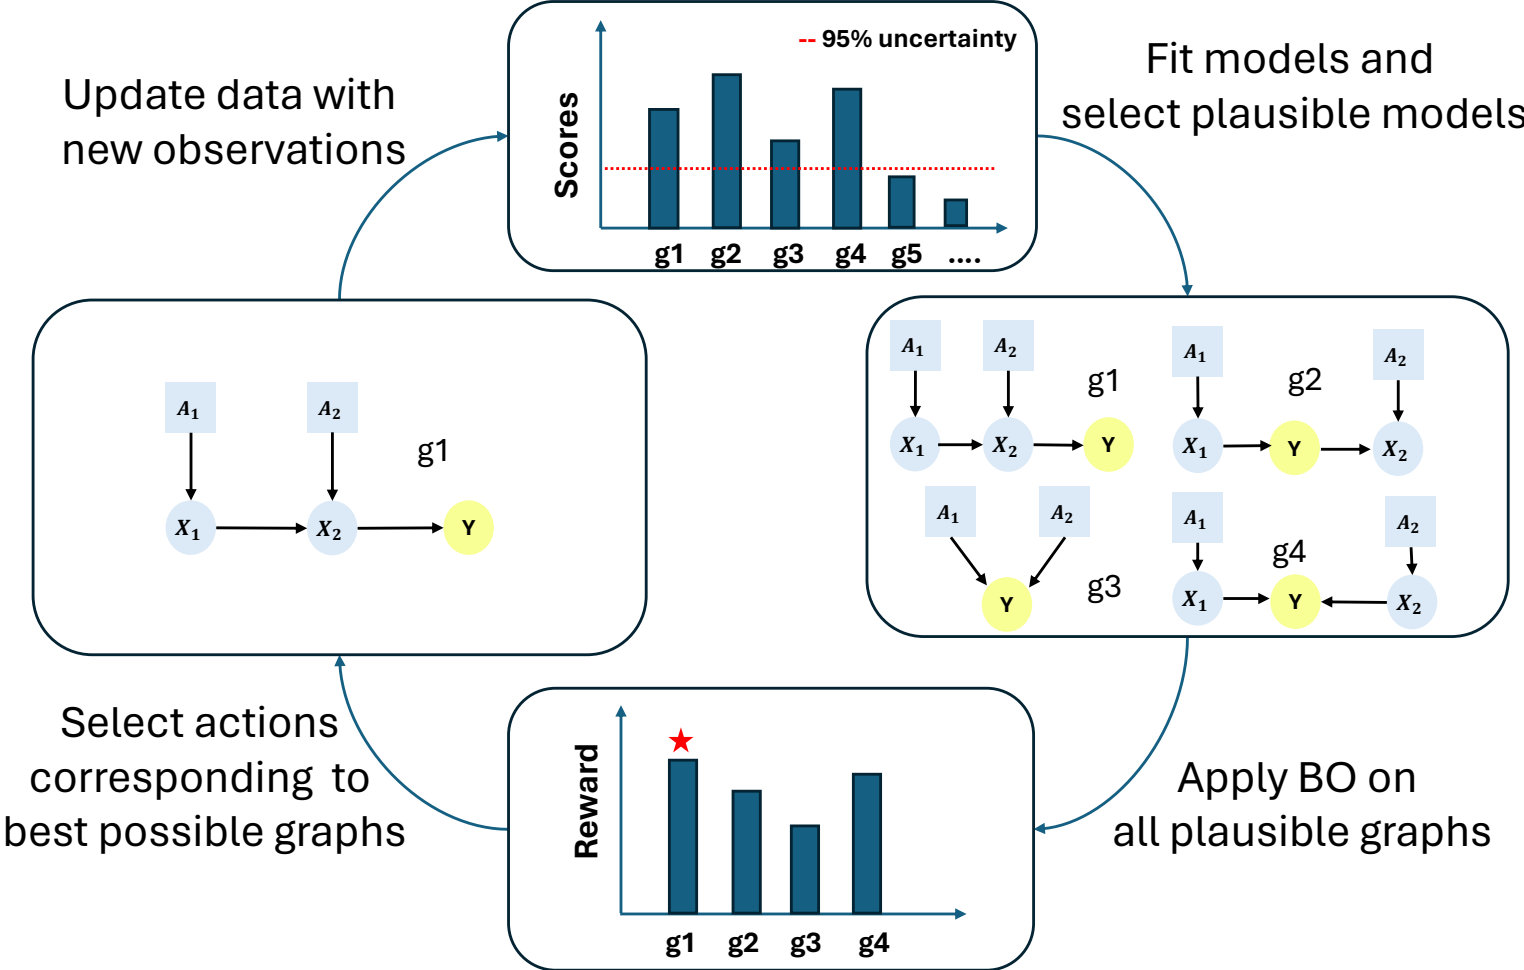 -- 95% uncertainty
Scores
g1 g2 g3 g4 g5 ....
Fit models and
select plausible models
A1 A2 g1
X1 X2 Y
A1 g2 A2
X1 Y X2
A1 A2 g3
Y
A1 g4 A2
X1 Y X2
Apply BO on
all plausible graphs
Reward
g1 g2 g3 g4
Select actions
corresponding to
best possible graphs
A1 A2 g1
X1 X2 Y
Update data with
new observations